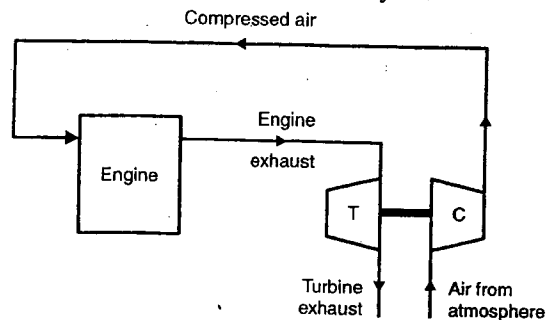 Compressed air
Engine
exhaust
Engine
T
C
Turbine
exhaust
Air from
atmosphere